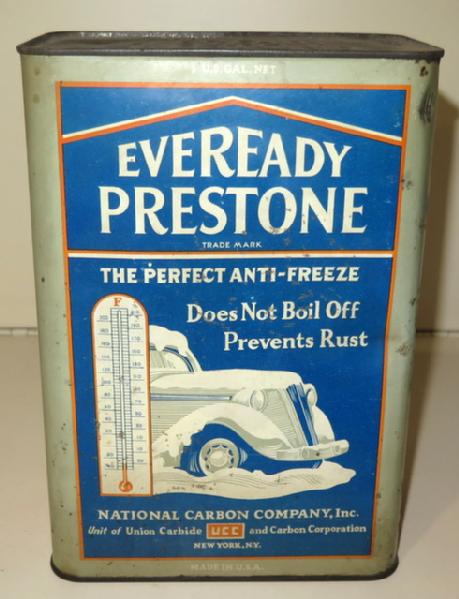 U.S. GAL. NET
EVEREADY
PRESTONE
TRADE MARK
THE PERFECT ANTI-FREEZE
F
Does Not Boil Off
Prevents Rust
NATIONAL CARBON COMPANY, Inc.
Unit of Union Carbide UCC and Carbon Corporation
NEW YORK, N.Y.
MADE IN U.S.A.